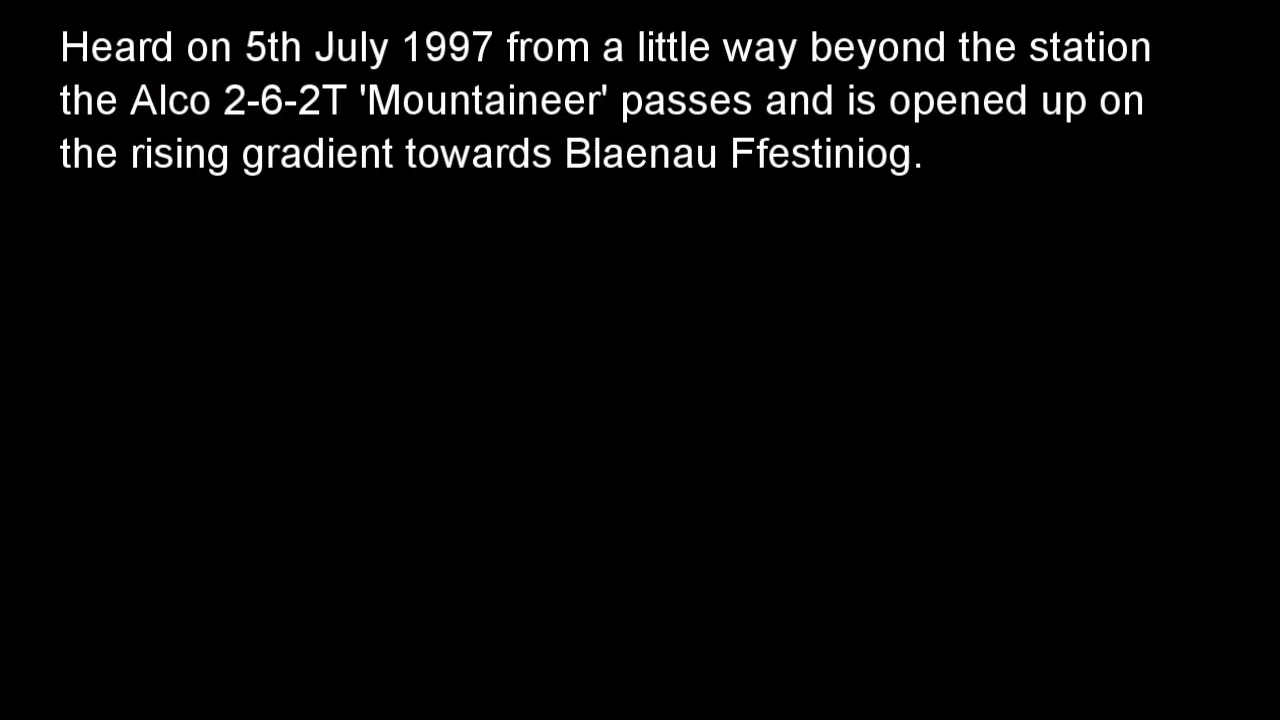 Heard on 5th July 1997 from a little way beyond the station
the Alco 2-6-2T 'Mountaineer' passes and is opened up on
the rising gradient towards Blaenau Ffestiniog.